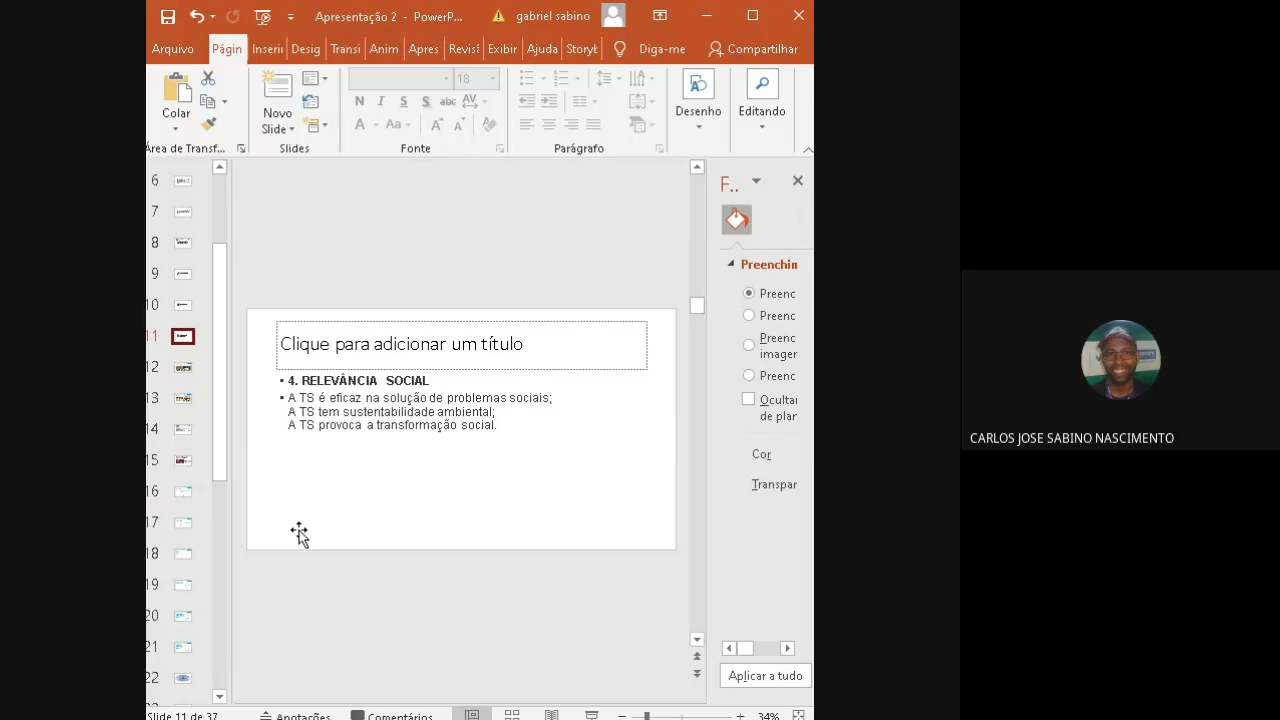 Apresentação 2 - PowerP...
gabriel sabino
Arquivo
Págin
Inseri
Desig
Transi
Anim
Apres
Revisi
Exibir
Ajuda
Storyt
Diga-me
Compartilhar
Colar
Novo
Slide
18
N I S S abc AV
A Aa A A
Desenho
Editando
Área de Transf...
Slides
Fonte
Parágrafo
6
7
8
9
10
11
12
13
14
15
16
17
18
19
20
21
22
Clique para adicionar um título
• 4. RELEVÂNCIA SOCIAL
• A TS é eficaz na solução de problemas sociais;
A TS tem sustentabilidade ambiental;
A TS provoca a transformação social.
F..
Preenchin
Preenc
Preenc
Preenc
imager
Preenc
Ocultar
de plar
Cor
Transpar
Aplicar a tudo
Slide 11 de 37
Anotações
Comentários
34%
CARLOS JOSE SABINO NASCIMENTO